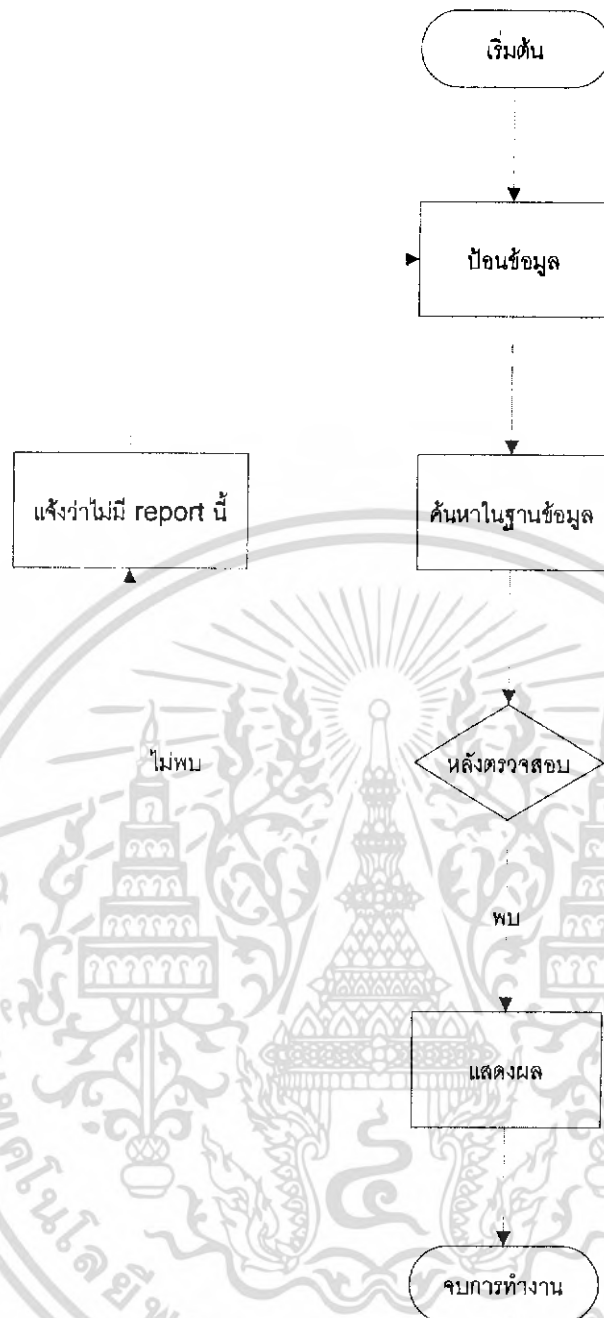 เริ่มต้น
ป้อนข้อมูล
แจ้งว่าไม่มี report นี้
ค้นหาในฐานข้อมูล
ไม่พบ
หลังตรวจสอบ
พบ
แสดงผล
จบการทำงาน